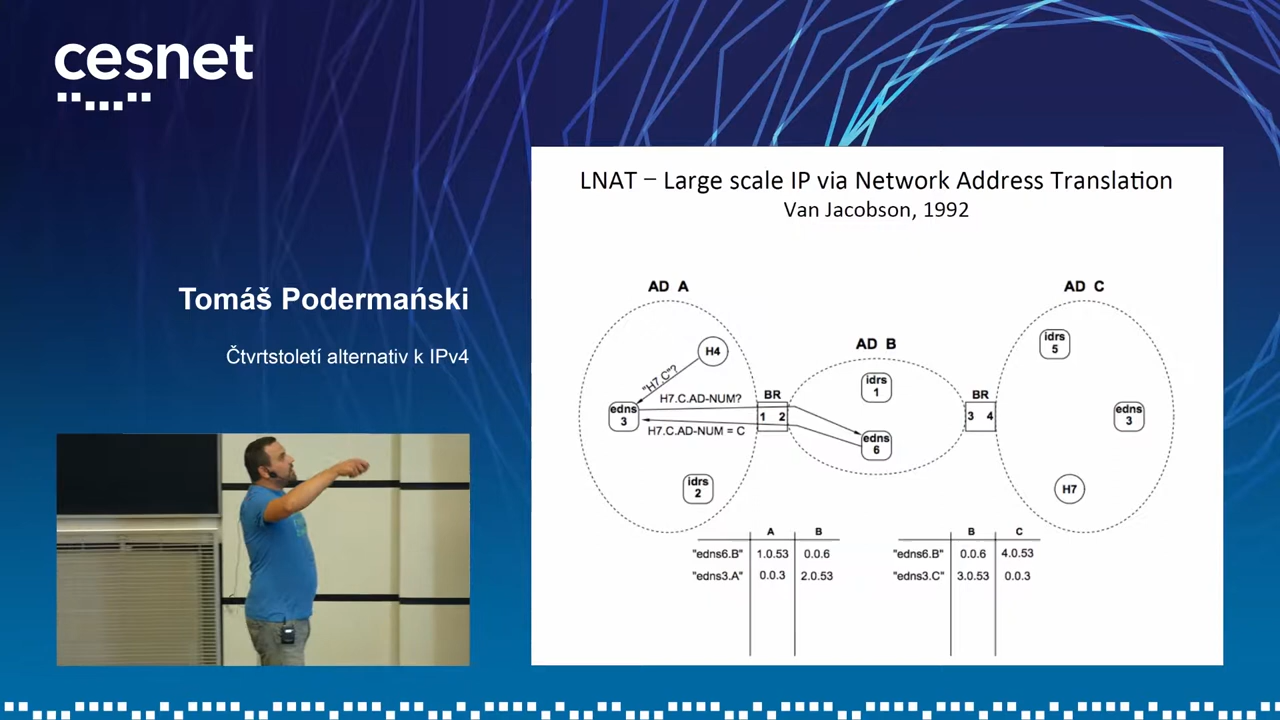 cesnet
Tomáš Podermański
Čtvrtstoletí alternativ k IPv4
LNAT – Large scale IP via Network Address Translation
Van Jacobson, 1992
AD A
AD B
AD C
H4
"H7.C"?
H7.C.AD-NUM?
H7.C.AD-NUM = C
edns
3
idrs
2
BR
1 2
idrs
1
edns
6
BR
3 4
idrs
5
edns
3
H7
A B
"edns6.B" 1.0.53 0.0.6
"edns3.A" 0.0.3 2.0.53
B C
"edns6.B" 0.0.6 4.0.53
"edns3.C" 3.0.53 0.0.3